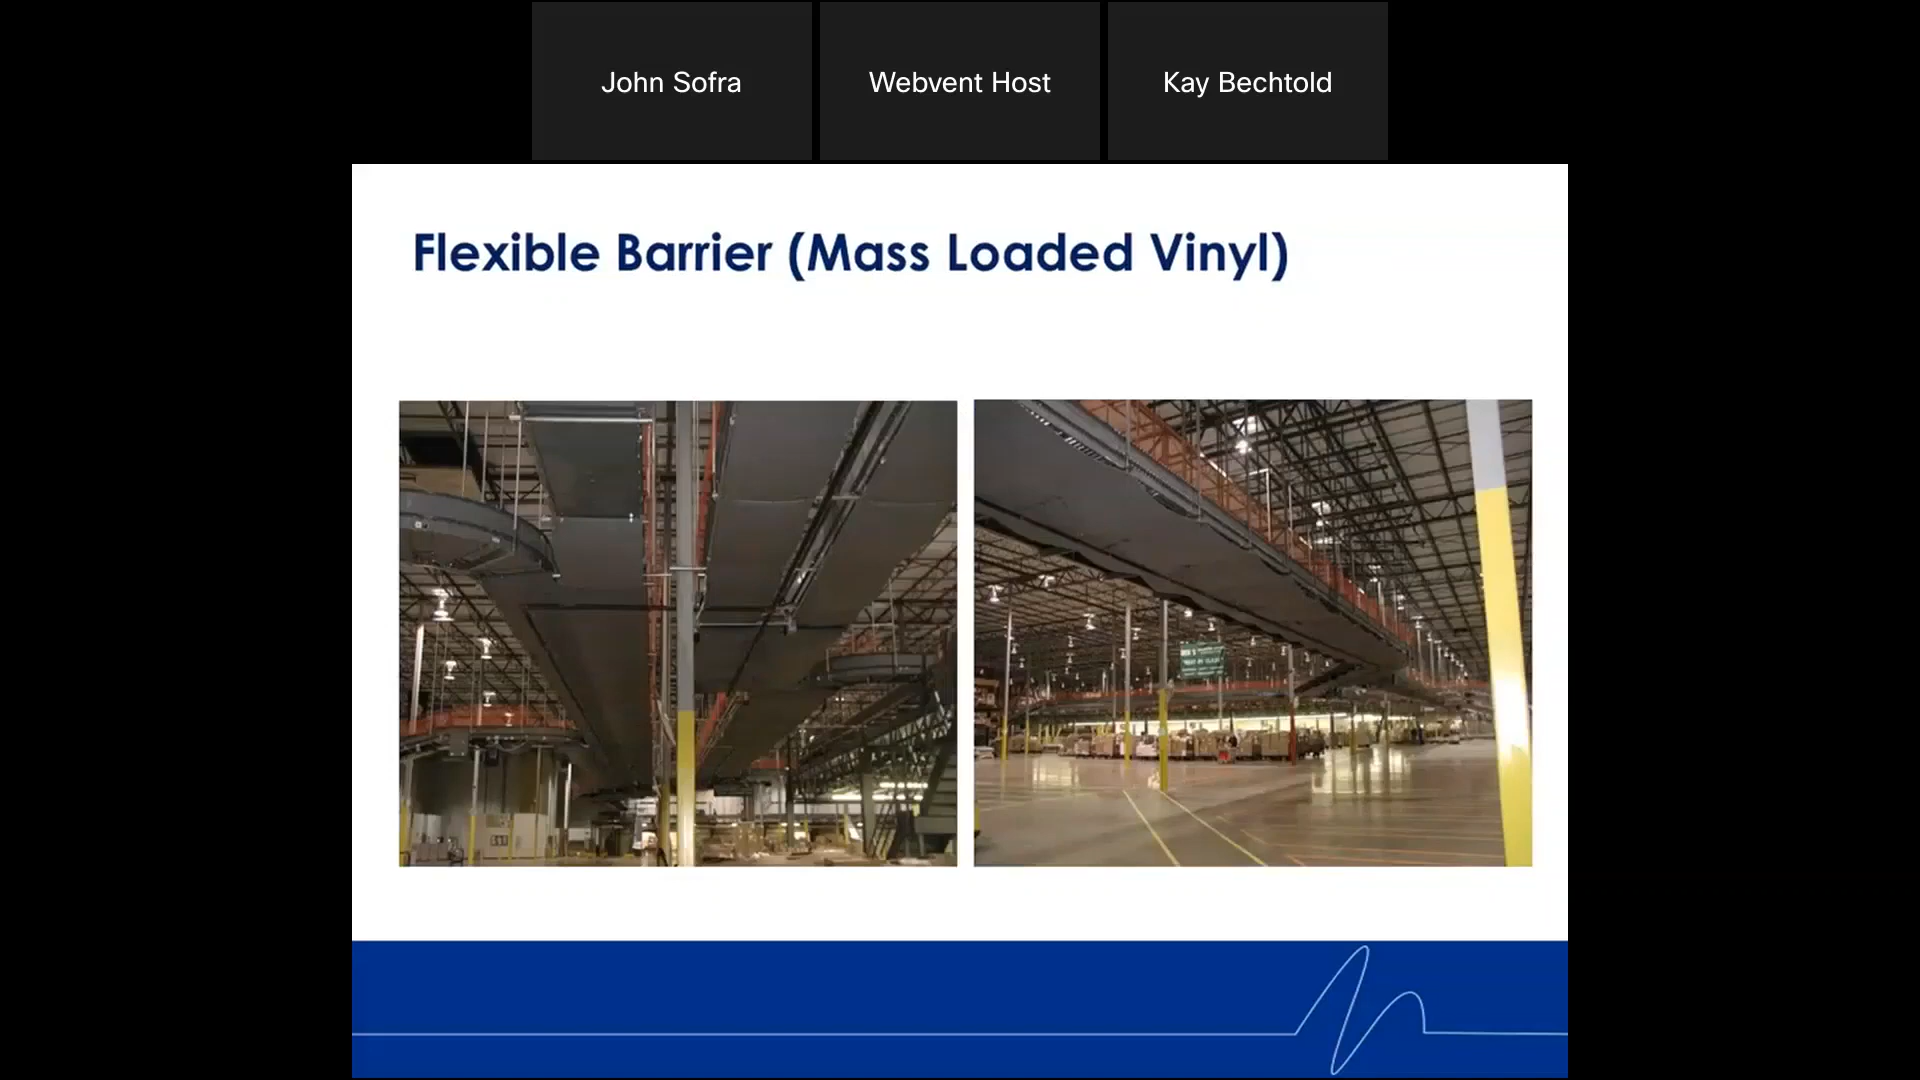 John Sofra
Webvent Host
Kay Bechtold
Flexible Barrier (Mass Loaded Vinyl)